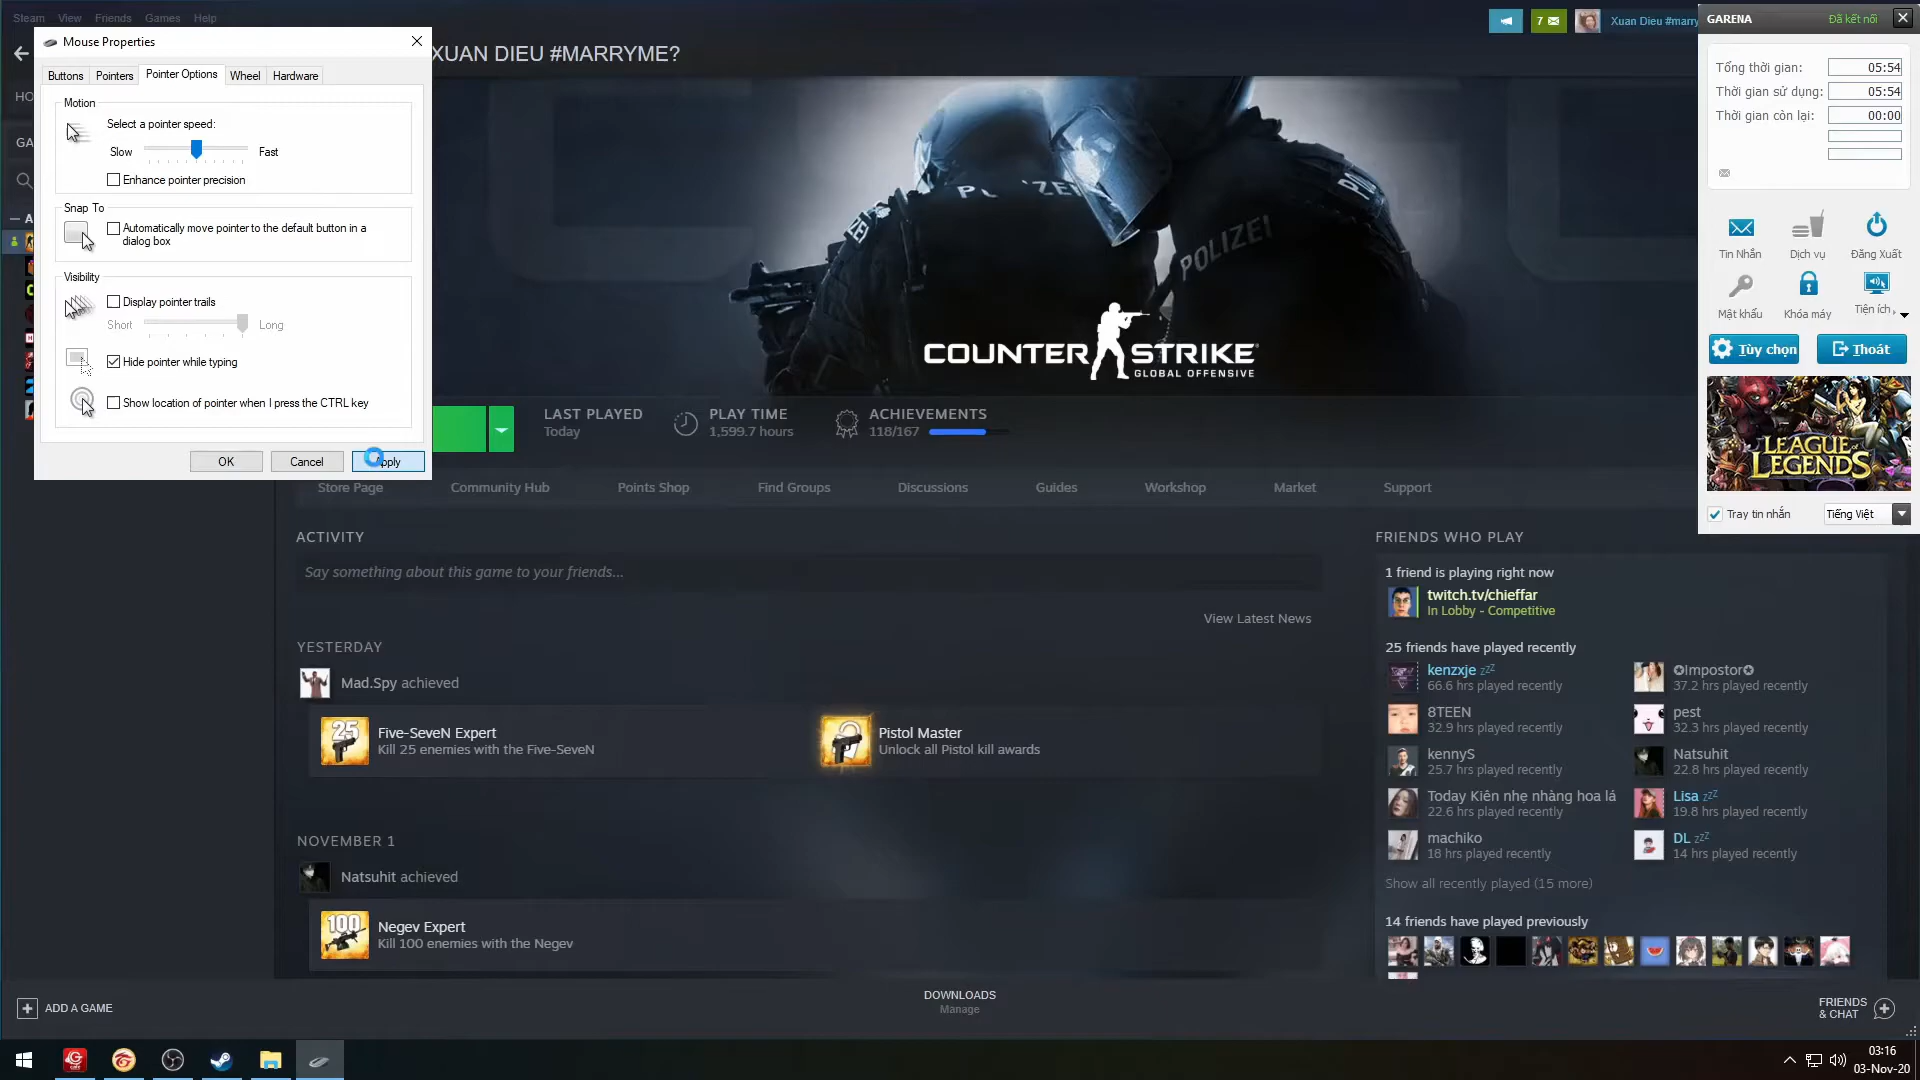 Steam View Friends Games Help
Mouse Properties
Buttons Pointers Pointer Options Wheel Hardware
Motion
Select a pointer speed:
Slow Fast
Enhance pointer precision
Snap To
Automatically move pointer to the default button in a
dialog box
Visibility
Display pointer trails
Short Long
Hide pointer while typing
Show location of pointer when I press the CTRL key
OK Cancel
XUAN DIEU #MARRYME?
7
Xuan Dieu #marry
POLIZEI
COUNTER STRIKE
GLOBAL OFFENSIVE
LAST PLAYED
Today
PLAY TIME
1,599.7 hours
ACHIEVEMENTS
118/167
Store Page Community Hub Points Shop Find Groups Discussions Guides Workshop Market Support
ACTIVITY
Say something about this game to your friends...
View Latest News
YESTERDAY
Mad.Spy achieved
25
Five-SeveN Expert
Kill 25 enemies with the Five-SeveN
Pistol Master
Unlock all Pistol kill awards
NOVEMBER 1
Natsuhit achieved
100
Negev Expert
Kill 100 enemies with the Negev
FRIENDS WHO PLAY
1 friend is playing right now
twitch.tv/chieffar
In Lobby - Competitive
25 friends have played recently
kenzxje zzZ
66.6 hrs played recently
✪Impostor✪
37.2 hrs played recently
8TEEN
32.9 hrs played recently
pest
32.3 hrs played recently
kennyS
25.7 hrs played recently
Natsuhit
22.8 hrs played recently
Today Kiên nhẹ nhàng hoa lá
22.6 hrs played recently
Lisa zzZ
19.8 hrs played recently
machiko
18 hrs played recently
DL zzZ
14 hrs played recently
Show all recently played (15 more)
14 friends have played previously
GARENA Đã kết nối
Tổng thời gian: 05:54
Thời gian sử dụng: 05:54
Thời gian còn lại: 00:00
Tin Nhắn Dịch vụ Đăng Xuất
Mật khẩu Khóa máy Tiện ích
Tùy chọn Thoát
LEAGUE of
LEGENDS
Tray tin nhắn Tiếng Việt
ADD A GAME
DOWNLOADS
Manage
FRIENDS
& CHAT
03:16
03-Nov-20